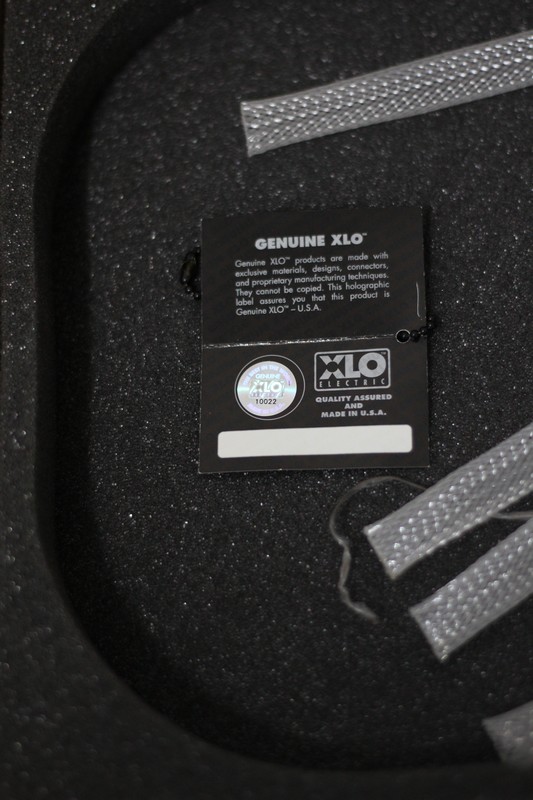 GENUINE XLO™
Genuine XLO™ products are made with
exclusive materials, designs, connectors,
and proprietary manufacturing techniques.
They cannot be copied. This holographic
label assures you that this product is
Genuine XLO™ – U.S.A.
GENUINE
XLO
10022
XLO
ELECTRIC
QUALITY ASSURED
AND
MADE IN U.S.A.